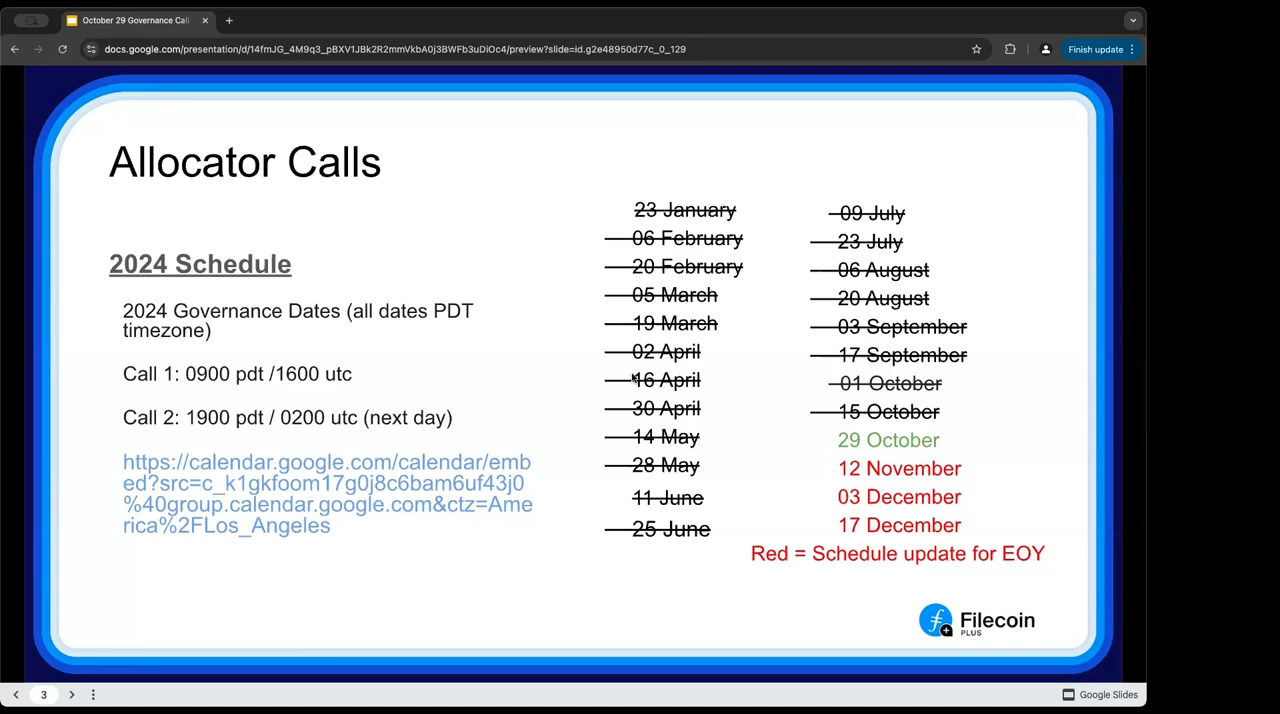 October 29 Governance Call
docs.google.com/presentation/d/14fmJG_4M9q3_pBXV1JBk2R2mmVkbA0j3BWFb3uDiOc4/preview?slide=id.g2e48950d77c_0_129
Finish update
Allocator Calls
2024 Schedule
2024 Governance Dates (all dates PDT
timezone)
Call 1: 0900 pdt /1600 utc
Call 2: 1900 pdt / 0200 utc (next day)
https://calendar.google.com/calendar/emb
ed?src=c_k1gkfoom17g0j8c6bam6uf43j0
%40group.calendar.google.com&ctz=Ame
rica%2FLos_Angeles
23 January
06 February
20 February
05 March
19 March
02 April
16 April
30 April
14 May
28 May
11 June
25 June
09 July
23 July
06 August
20 August
03 September
17 September
01 October
15 October
29 October
12 November
03 December
17 December
Red = Schedule update for EOY
Filecoin
PLUS
3
Google Slides